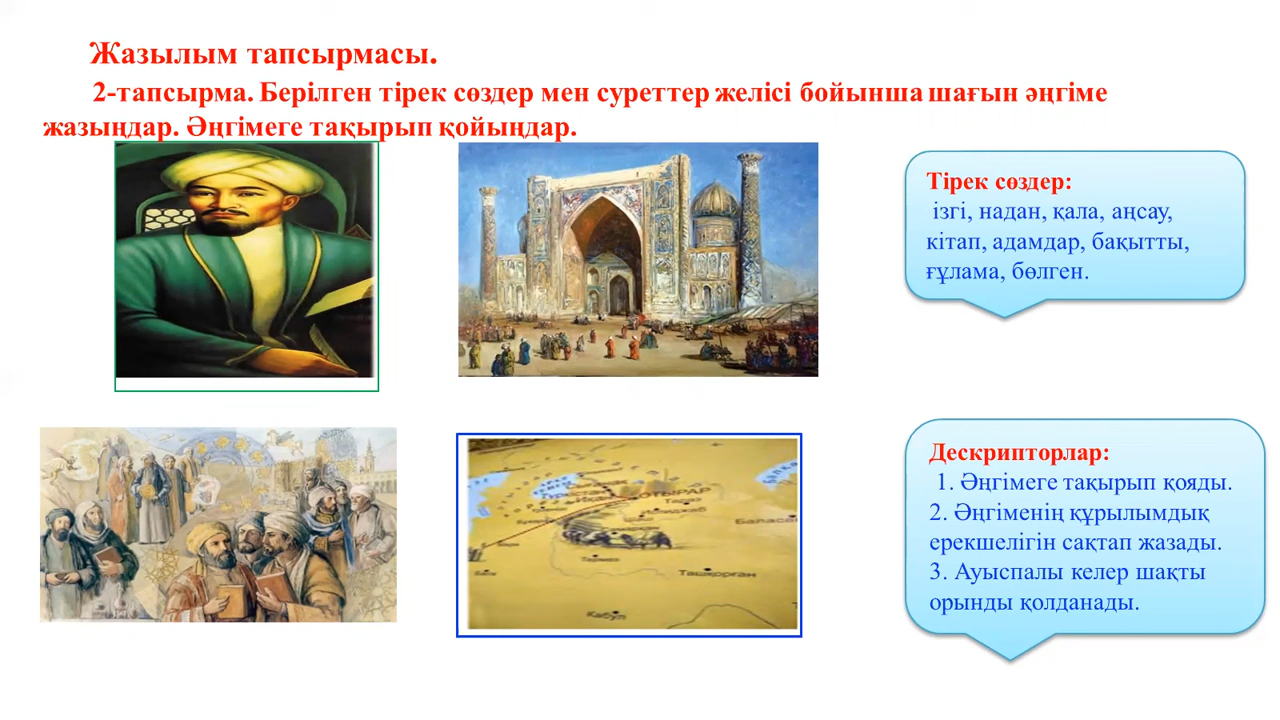 Жазылым тапсырмасы.
2-тапсырма. Берілген тірек сөздер мен суреттер желісі бойынша шағын әңгіме
жазыңдар. Әңгімеге тақырып қойыңдар.
Тірек сөздер:
ізгі, надан, қала, аңсау,
кітап, адамдар, бақытты,
ғұлама, бөлген.
ОТЫРАР
Ташкорган
Кабул
Дескрипторлар:
1. Әңгімеге тақырып қояды.
2. Әңгіменің құрылымдық
ерекшелігін сақтап жазады.
3. Ауыспалы келер шақты
орынды қолданады.